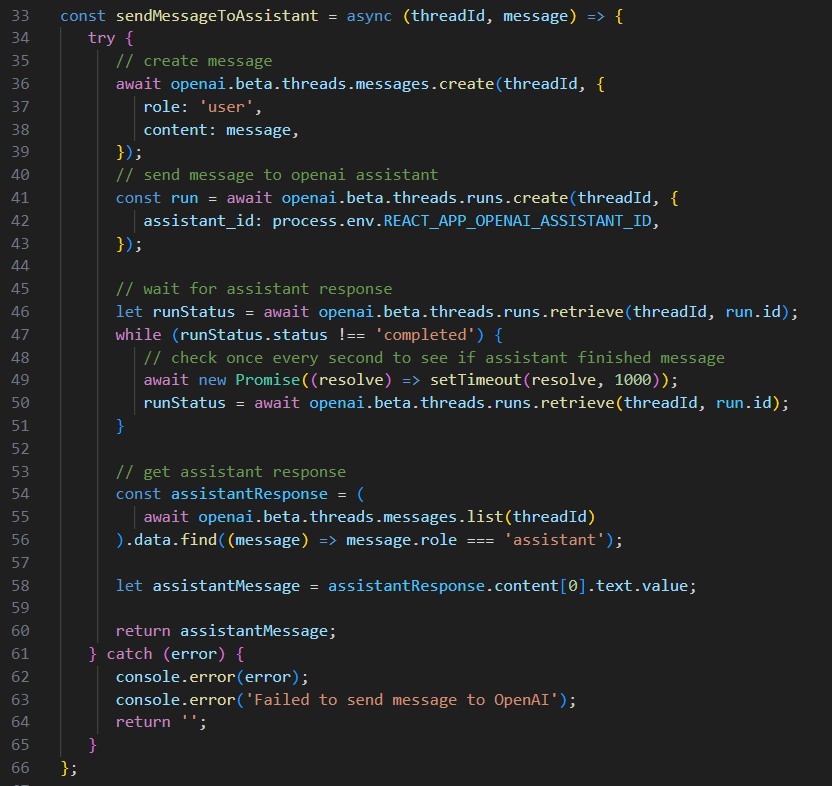 33 const sendMessageToAssistant = async (threadId, message) => {
34 try {
35 // create message
36 await openai.beta.threads.messages.create(threadId, {
37 role: 'user',
38 content: message,
39 });
40 // send message to openai assistant
41 const run = await openai.beta.threads.runs.create(threadId, {
42 assistant_id: process.env.REACT_APP_OPENAI_ASSISTANT_ID,
43 });
44
45 // wait for assistant response
46 let runStatus = await openai.beta.threads.runs.retrieve(threadId, run.id);
47 while (runStatus.status !== 'completed') {
48 // check once every second to see if assistant finished message
49 await new Promise((resolve) => setTimeout(resolve, 1000));
50 runStatus = await openai.beta.threads.runs.retrieve(threadId, run.id);
51 }
52
53 // get assistant response
54 const assistantResponse = (
55 await openai.beta.threads.messages.list(threadId)
56 ).data.find((message) => message.role === 'assistant');
57
58 let assistantMessage = assistantResponse.content[0].text.value;
59
60 return assistantMessage;
61 } catch (error) {
62 console.error(error);
63 console.error('Failed to send message to OpenAI');
64 return '';
65 }
66 };